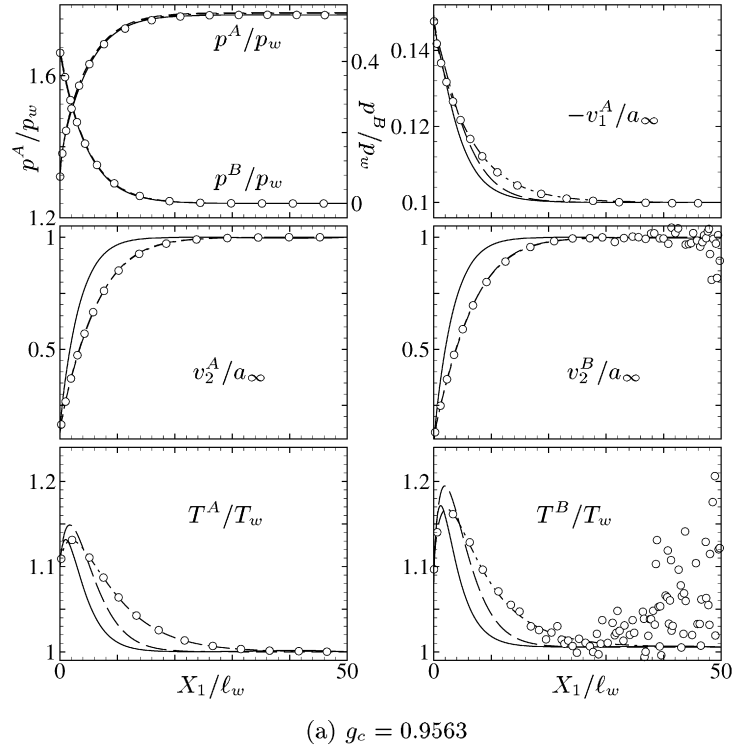 1.6
1.2
p^A/p_w
p^A/p_w
p^B/p_w
0.4
0
p^B/p_w
0.14
0.12
0.1
−v_1^A/a_∞
1
0.5
v_2^A/a_∞
1
0.5
v_2^B/a_∞
1.2
1.1
1
T^A/T_w
0
50
X_1/ℓ_w
1.2
1.1
1
T^B/T_w
0
50
X_1/ℓ_w
(a) g_c = 0.9563